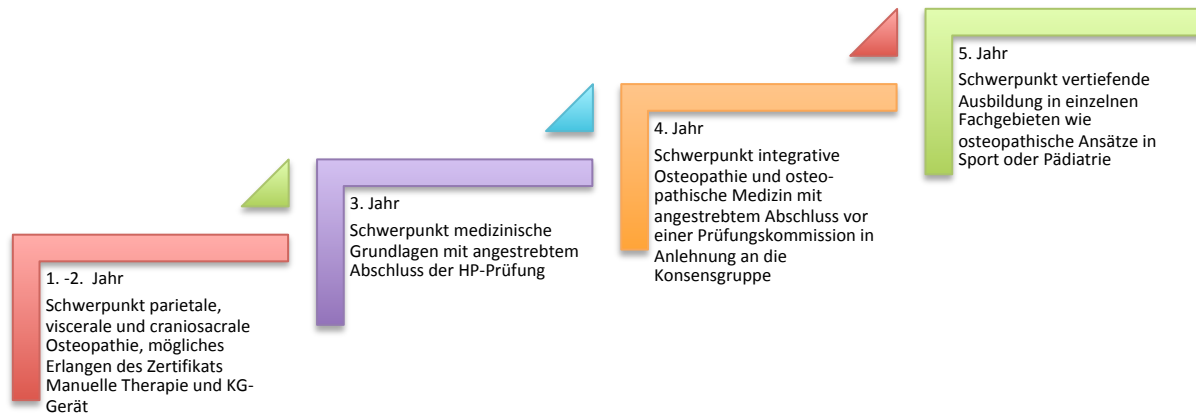 1. -2. Jahr
Schwerpunkt parietale,
viscerale und craniosacrale
Osteopathie, mögliches
Erlangen des Zertifikats
Manuelle Therapie und KG-
Gerät
3. Jahr
Schwerpunkt medizinische
Grundlagen mit angestrebtem
Abschluss der HP-Prüfung
4. Jahr
Schwerpunkt integrative
Osteopathie und osteo-
pathische Medizin mit
angestrebtem Abschluss vor
einer Prüfungskommission in
Anlehnung an die
Konsensgruppe
5. Jahr
Schwerpunkt vertiefende
Ausbildung in einzelnen
Fachgebieten wie
osteopathische Ansätze in
Sport oder Pädiatrie